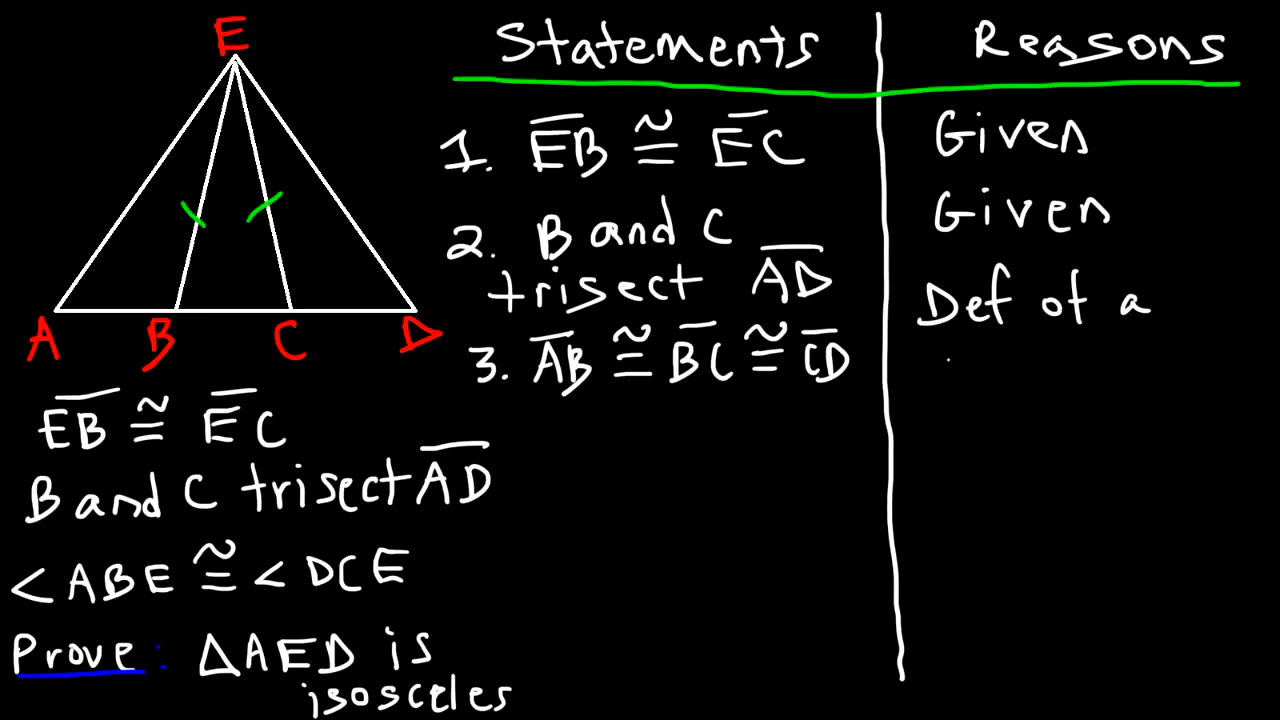 E
A B C D
EB ≅ EC
B and C trisect AD
<ABE ≅ <DCE
Prove: △AED is
isosceles
Statements Reasons
1. EB ≅ EC Given
2. B and C Given
trisect AD
3. AB ≅ BC ≅ CD Def of a